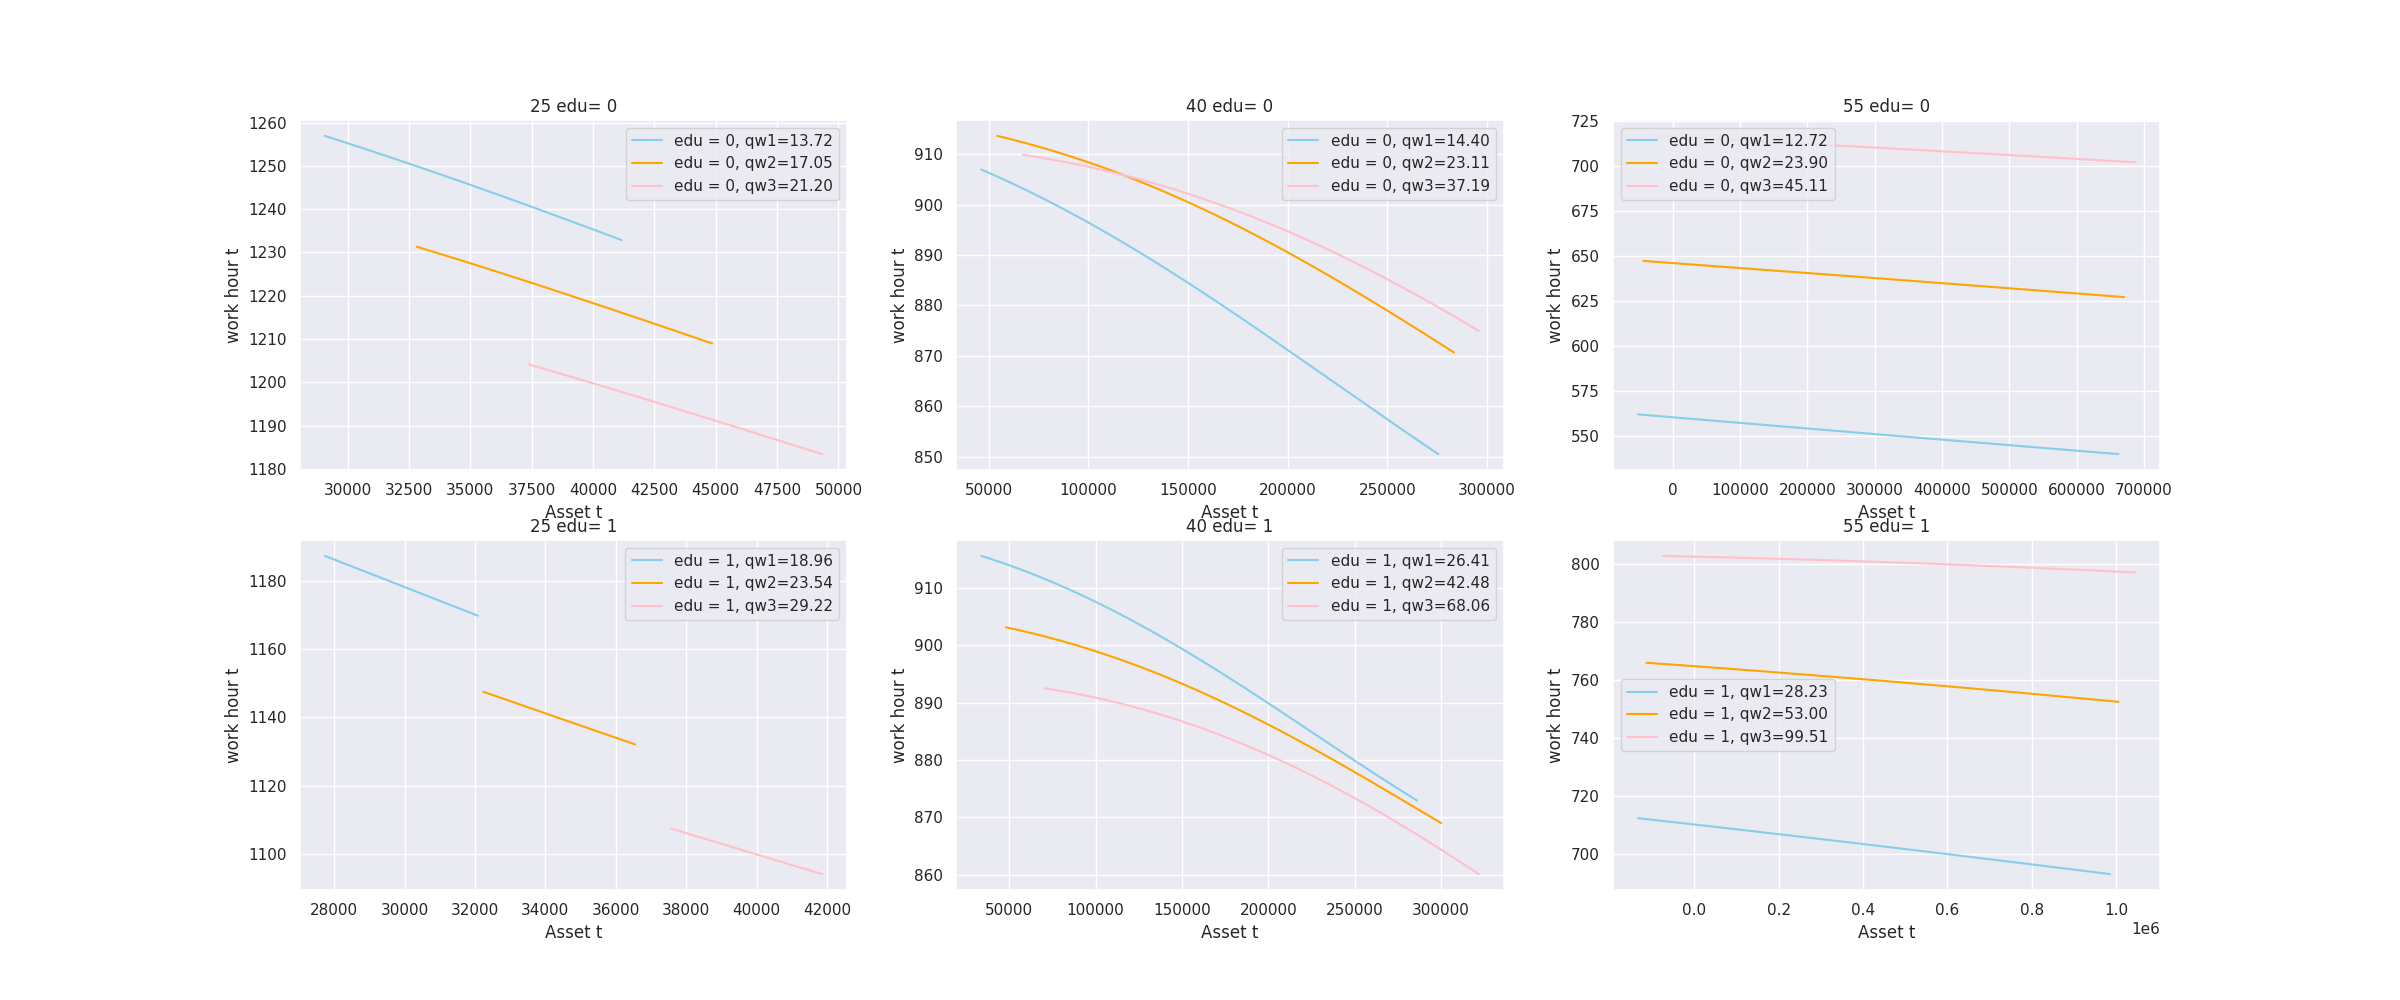 25 edu= 0
1260
1250
1240
1230
1220
1210
1200
1190
1180
work hour t
edu = 0, qw1=13.72
edu = 0, qw2=17.05
edu = 0, qw3=21.20
30000 32500 35000 37500 40000 42500 45000 47500 50000
Asset t
40 edu= 0
910
900
890
880
870
860
850
work hour t
edu = 0, qw1=14.40
edu = 0, qw2=23.11
edu = 0, qw3=37.19
50000 100000 150000 200000 250000 300000
Asset t
55 edu= 0
725
700
675
650
625
600
575
550
work hour t
edu = 0, qw1=12.72
edu = 0, qw2=23.90
edu = 0, qw3=45.11
0 100000 200000 300000 400000 500000 600000 700000
Asset t
25 edu= 1
1180
1160
1140
1120
1100
work hour t
edu = 1, qw1=18.96
edu = 1, qw2=23.54
edu = 1, qw3=29.22
28000 30000 32000 34000 36000 38000 40000 42000
Asset t
40 edu= 1
910
900
890
880
870
860
work hour t
edu = 1, qw1=26.41
edu = 1, qw2=42.48
edu = 1, qw3=68.06
50000 100000 150000 200000 250000 300000
Asset t
55 edu= 1
800
780
760
740
720
700
work hour t
edu = 1, qw1=28.23
edu = 1, qw2=53.00
edu = 1, qw3=99.51
0.0 0.2 0.4 0.6 0.8 1.0
1e6
Asset t